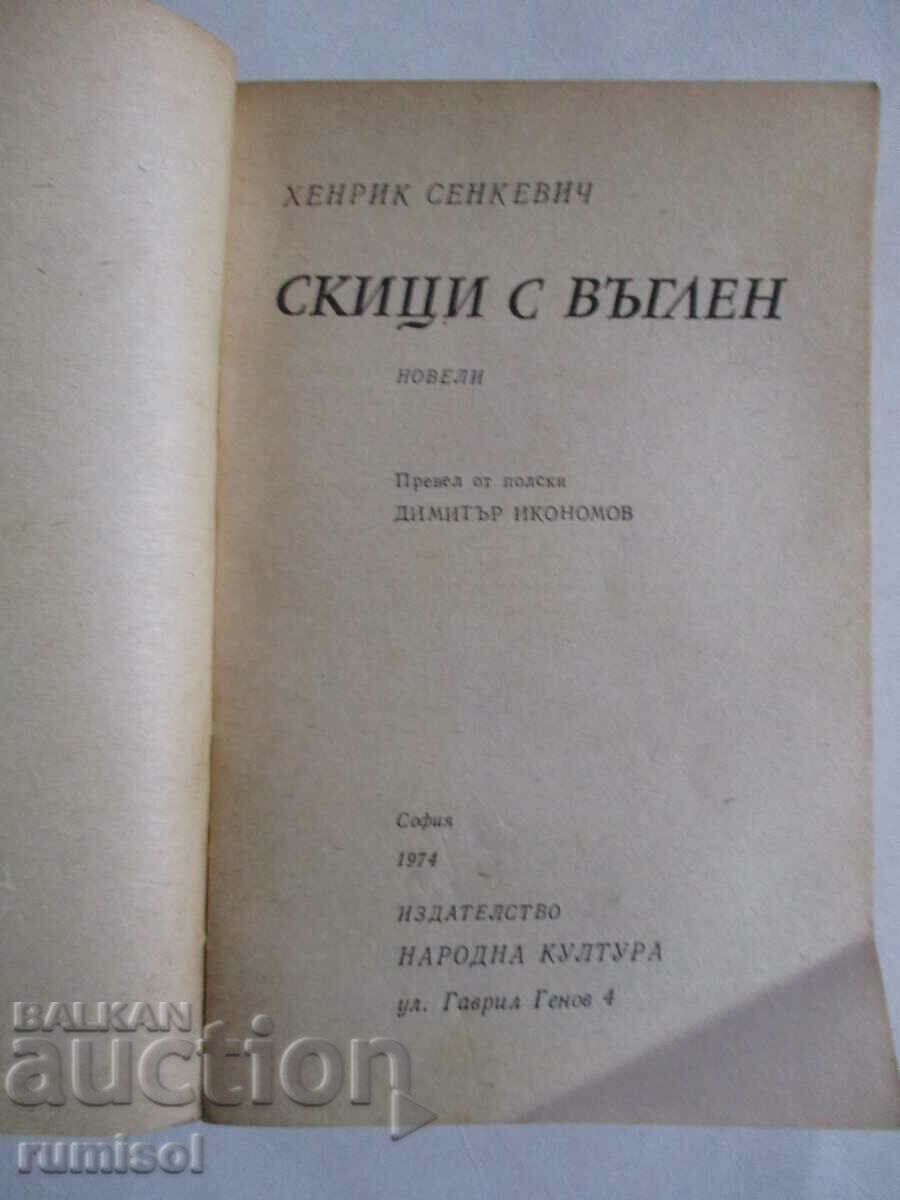 ХЕНРИК СЕНКЕВИЧ
СКИЦИ С ВЪГЛЕН
НОВЕЛИ
Превел от полски
ДИМИТЪР ИКОНОМОВ
София
1974
ИЗДАТЕЛСТВО
НАРОДНА КУЛТУРА
ул. Гаврил Генов 4
BALKAN
auction
rumisol